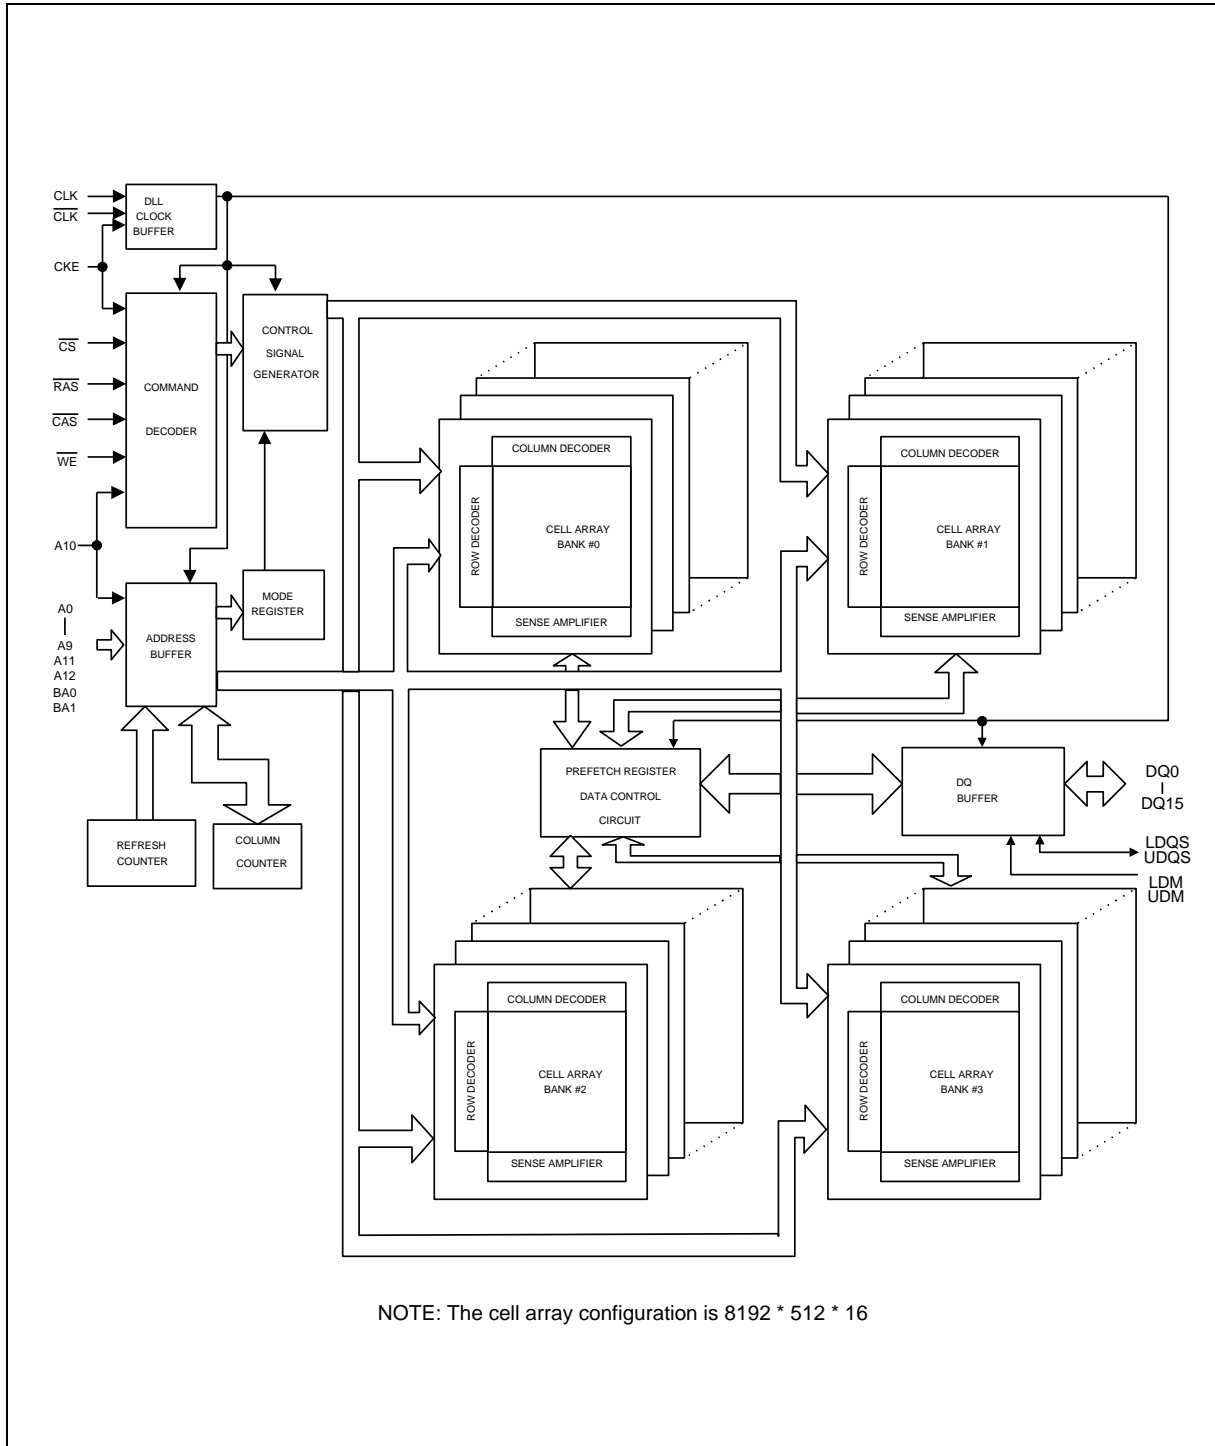 CLK
CLK
CKE
CS
RAS
CAS
WE
A10
A0
A9
A11
A12
BA0
BA1
DLL
CLOCK
BUFFER
COMMAND
DECODER
CONTROL
SIGNAL
GENERATOR
MODE
REGISTER
ADDRESS
BUFFER
REFRESH
COUNTER
COLUMN
COUNTER
COLUMN DECODER
ROW DECODER
CELL ARRAY
BANK #0
SENSE AMPLIFIER
COLUMN DECODER
ROW DECODER
CELL ARRAY
BANK #1
SENSE AMPLIFIER
PREFETCH REGISTER
DATA CONTROL
CIRCUIT
DQ
BUFFER
DQ0
DQ15
LDQS
UDQS
LDM
UDM
COLUMN DECODER
ROW DECODER
CELL ARRAY
BANK #2
SENSE AMPLIFIER
COLUMN DECODER
ROW DECODER
CELL ARRAY
BANK #3
SENSE AMPLIFIER
NOTE: The cell array configuration is 8192 * 512 * 16